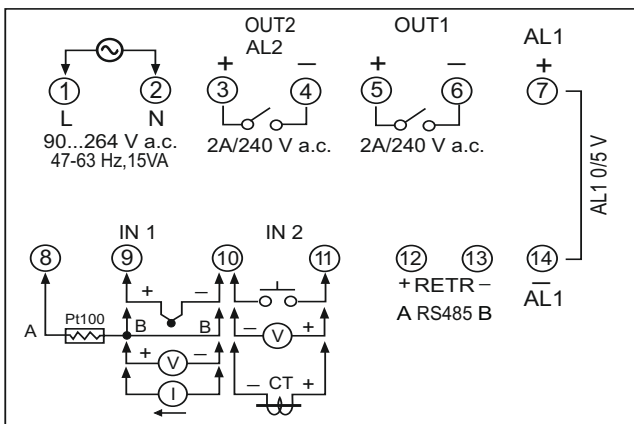 OUT2 OUT1 AL1
AL2
+ − + − +
1 2 3 4 5 6 7
L N
90...264 V a.c. 2A/240 V a.c. 2A/240 V a.c.
47-63 Hz,15VA
AL1 0/5 V
IN 1 IN 2
8 9 10 11 12 13 14
+ RETR − −
A RS485 B AL1
+ −
A Pt100 B B
+ V − − V +
I − CT +